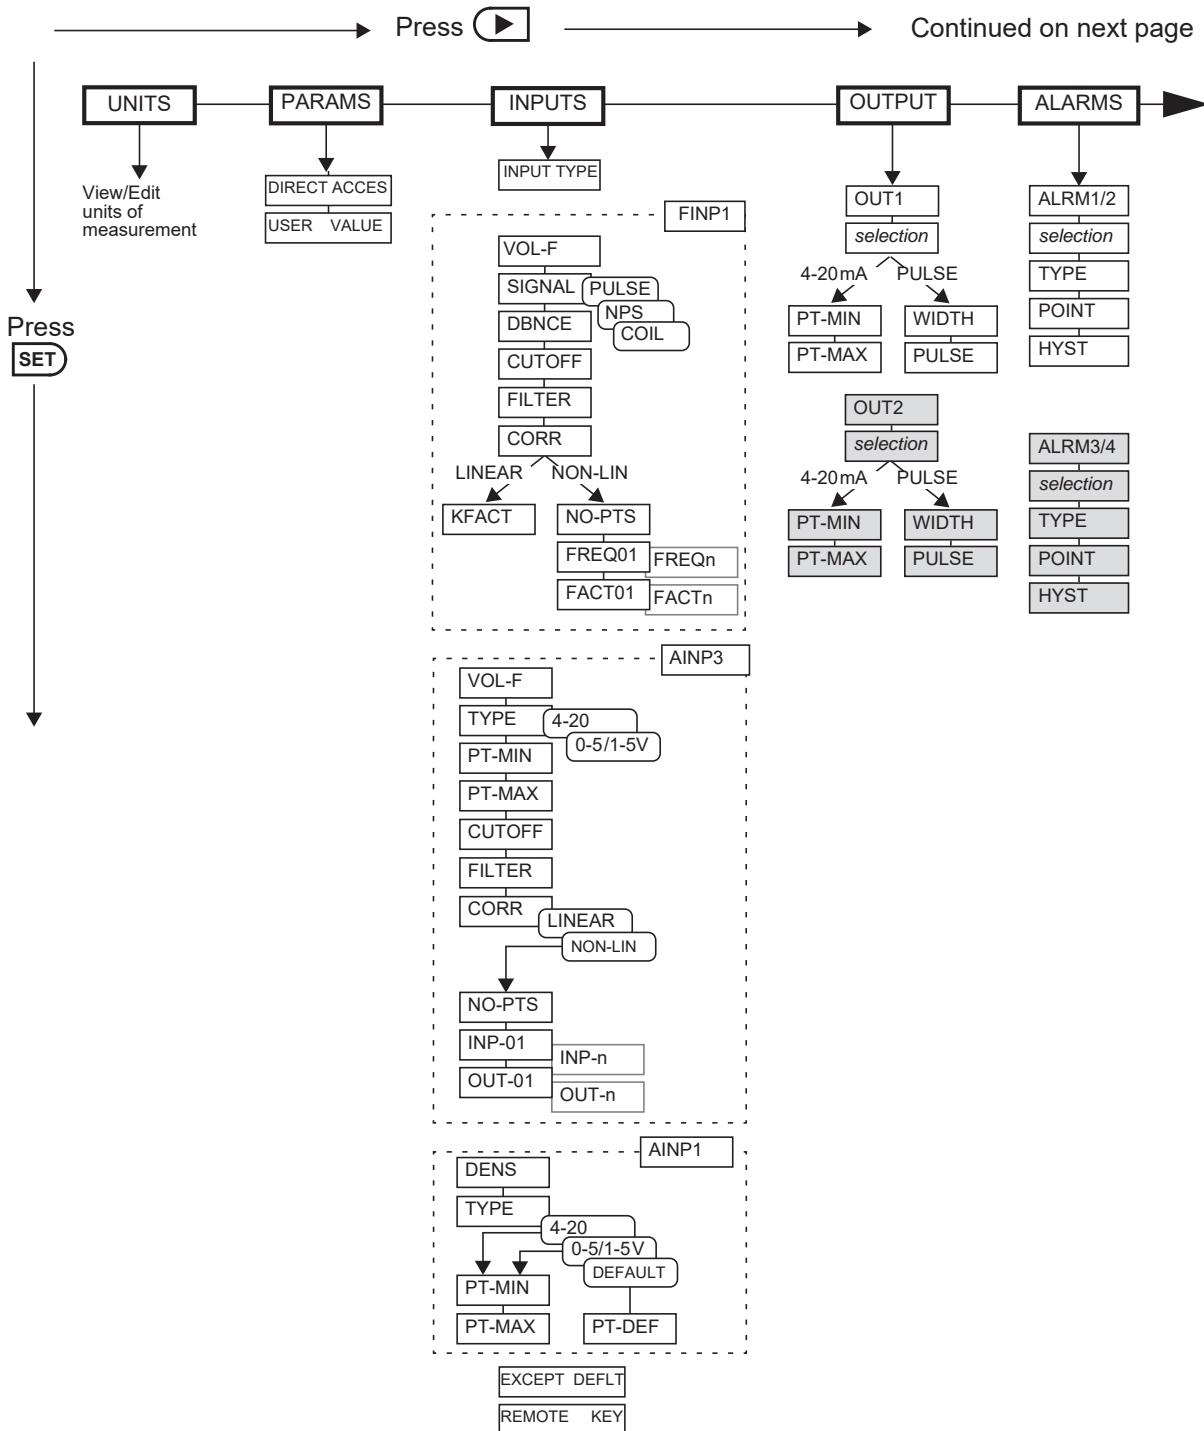 Press
Continued on next page
UNITS
PARAMS
INPUTS
OUTPUT
ALARMS
View/Edit
units of
measurement
DIRECT ACCES
USER VALUE
INPUT TYPE
Press
SET
FINP1
VOL-F
SIGNAL
PULSE
NPS
COIL
DBNCE
CUTOFF
FILTER
CORR
LINEAR
NON-LIN
KFACT
NO-PTS
FREQ01
FREQn
FACT01
FACTn
AINP3
VOL-F
TYPE
4-20
0-5/1-5V
PT-MIN
PT-MAX
CUTOFF
FILTER
CORR
LINEAR
NON-LIN
NO-PTS
INP-01
INP-n
OUT-01
OUT-n
AINP1
DENS
TYPE
4-20
0-5/1-5V
DEFAULT
PT-MIN
PT-MAX
PT-DEF
EXCEPT DEFLT
REMOTE KEY
OUT1
selection
4-20mA
PULSE
PT-MIN
WIDTH
PT-MAX
PULSE
OUT2
selection
4-20mA
PULSE
PT-MIN
WIDTH
PT-MAX
PULSE
ALRM1/2
selection
TYPE
POINT
HYST
ALRM3/4
selection
TYPE
POINT
HYST